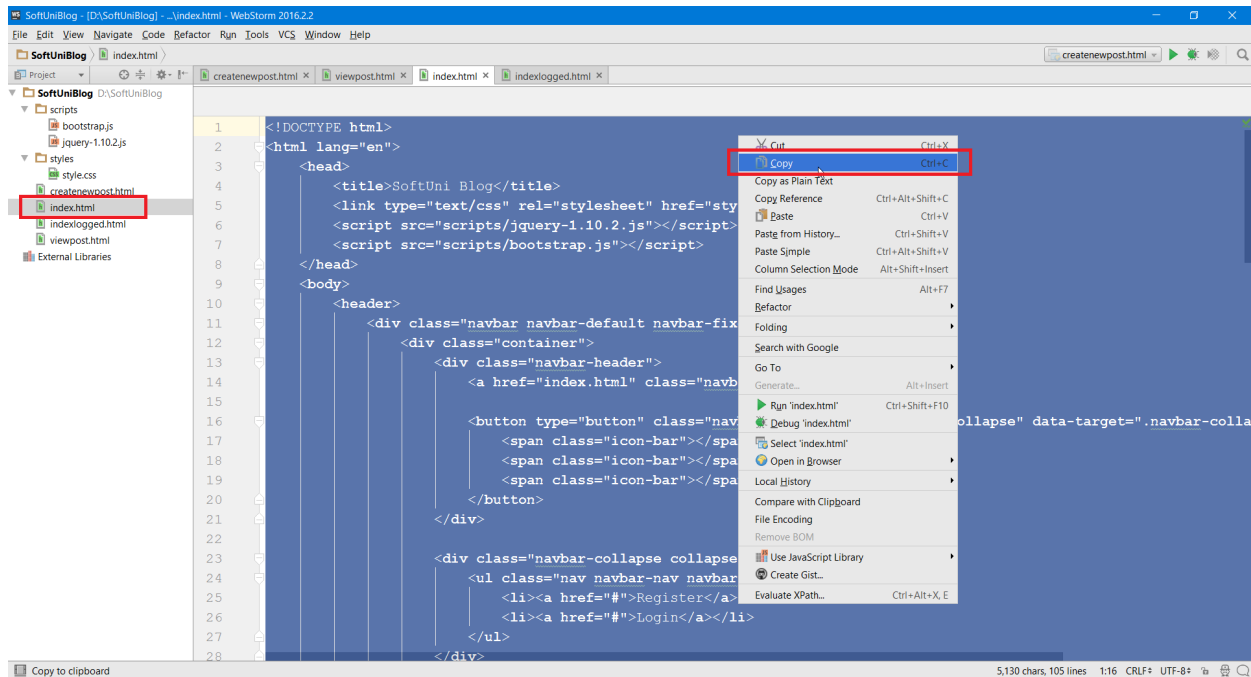 SoftUniBlog - [D:\SoftUniBlog] - ...\index.html - WebStorm 2016.2.2
File Edit View Navigate Code Refactor Run Tools VCS Window Help
SoftUniBlog index.html createnewpost.html
Project createnewpost.html × viewpost.html × index.html × indexlogged.html ×
SoftUniBlog D:\SoftUniBlog
scripts
bootstrap.js
jquery-1.10.2.js
styles
style.css
createnewpost.html
index.html
indexlogged.html
viewpost.html
External Libraries
1 <!DOCTYPE html>
2 <html lang="en">
3 <head>
4 <title>SoftUni Blog</title>
5 <link type="text/css" rel="stylesheet" href="sty
6 <script src="scripts/jquery-1.10.2.js"></script>
7 <script src="scripts/bootstrap.js"></script>
8 </head>
9 <body>
10 <header>
11 <div class="navbar navbar-default navbar-fix
12 <div class="container">
13 <div class="navbar-header">
14 <a href="index.html" class="navb
15
16 <button type="button" class="nav ollapse" data-target=".navbar-colla
17 <span class="icon-bar"></spa
18 <span class="icon-bar"></spa
19 <span class="icon-bar"></spa
20 </button>
21 </div>
22
23 <div class="navbar-collapse collapse
24 <ul class="nav navbar-nav navbar
25 <li><a href="#">Register</a>
26 <li><a href="#">Login</a></li>
27 </ul>
28 </div>
Cut Ctrl+X
Copy Ctrl+C
Copy as Plain Text
Copy Reference Ctrl+Alt+Shift+C
Paste Ctrl+V
Paste from History... Ctrl+Shift+V
Paste Simple Ctrl+Alt+Shift+V
Column Selection Mode Alt+Shift+Insert
Find Usages Alt+F7
Refactor
Folding
Search with Google
Go To
Generate... Alt+Insert
Run 'index.html' Ctrl+Shift+F10
Debug 'index.html'
Select 'index.html'
Open in Browser
Local History
Compare with Clipboard
File Encoding
Remove BOM
Use JavaScript Library
Create Gist...
Evaluate XPath... Ctrl+Alt+X, E
Copy to clipboard 5,130 chars, 105 lines 1:16 CRLF UTF-8